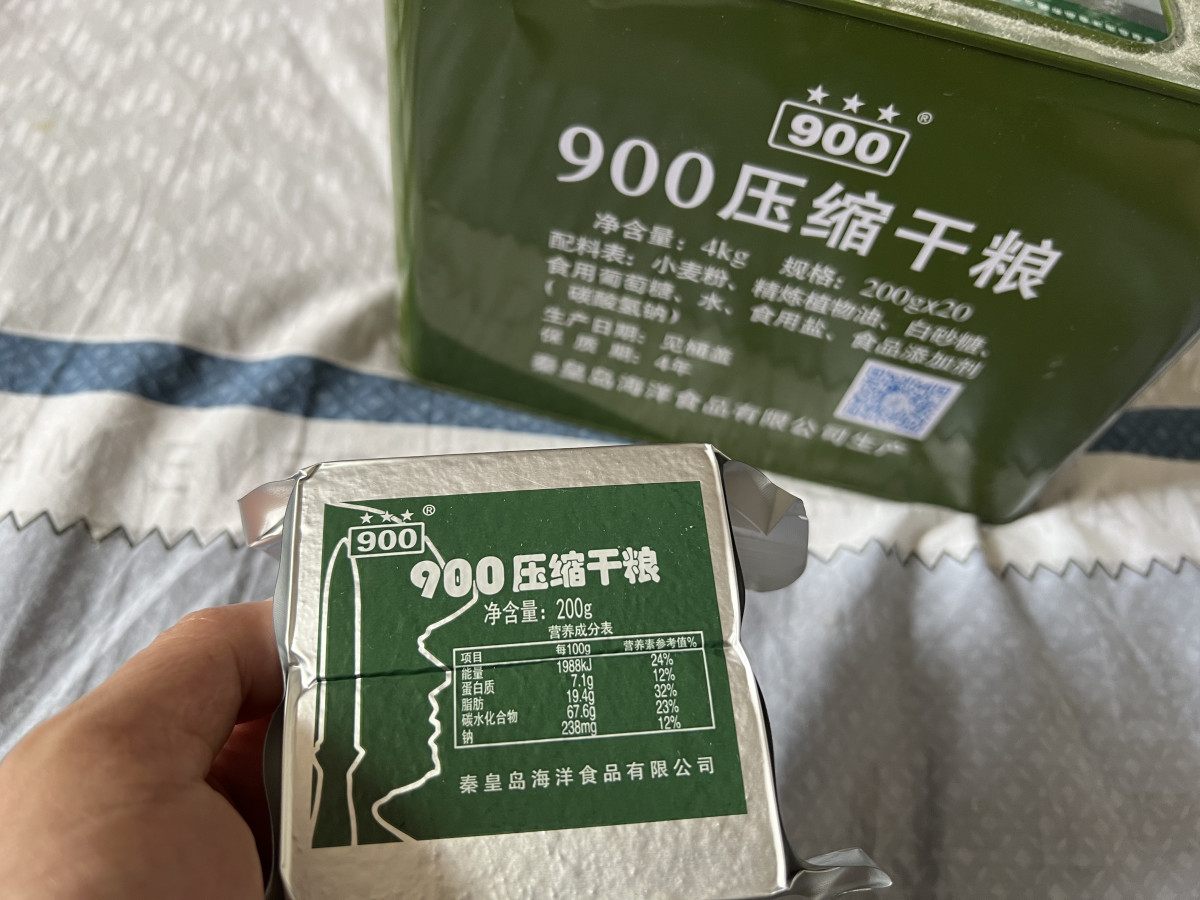 ★★★ ®
900
900压缩干粮
净含量：4kg 规格：200gx20
配料表：小麦粉、精炼植物油、白砂糖、
食用葡萄糖、水、食用盐、食品添加剂
（碳酸氢钠）
生产日期：见桶盖
保质期：4年
秦皇岛海洋食品有限公司生产
★★★ ®
900
900压缩干粮
净含量：200g
营养成分表
项目 每100g 营养素参考值%
能量 1988kJ 24%
蛋白质 7.1g 12%
脂肪 19.4g 32%
碳水化合物 67.6g 23%
钠 238mg 12%
秦皇岛海洋食品有限公司